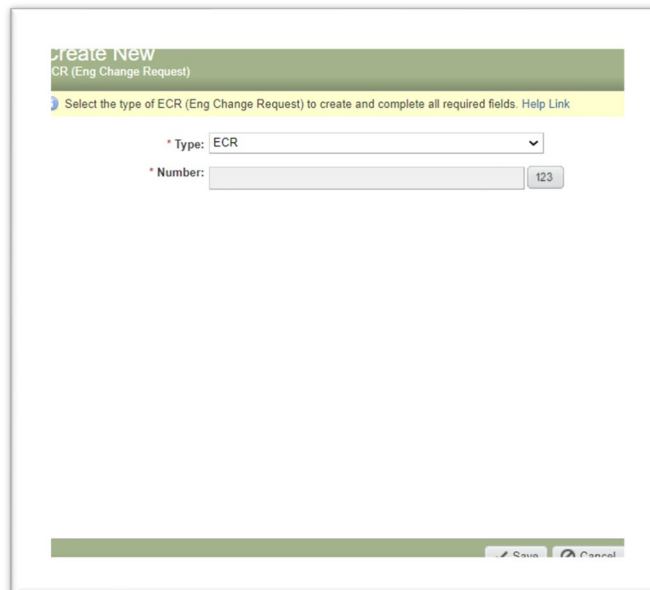 Create New
CR (Eng Change Request)
Select the type of ECR (Eng Change Request) to create and complete all required fields. Help Link
* Type: ECR
* Number: 123
Save Cancel